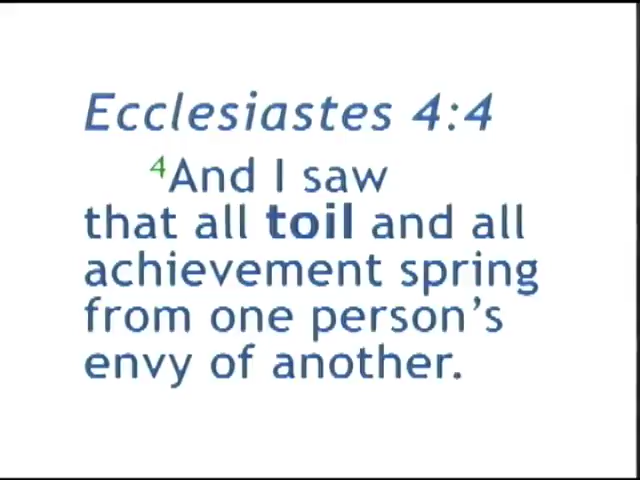 Ecclesiastes 4:4
4And I saw
that all toil and all
achievement spring
from one person’s
envy of another.